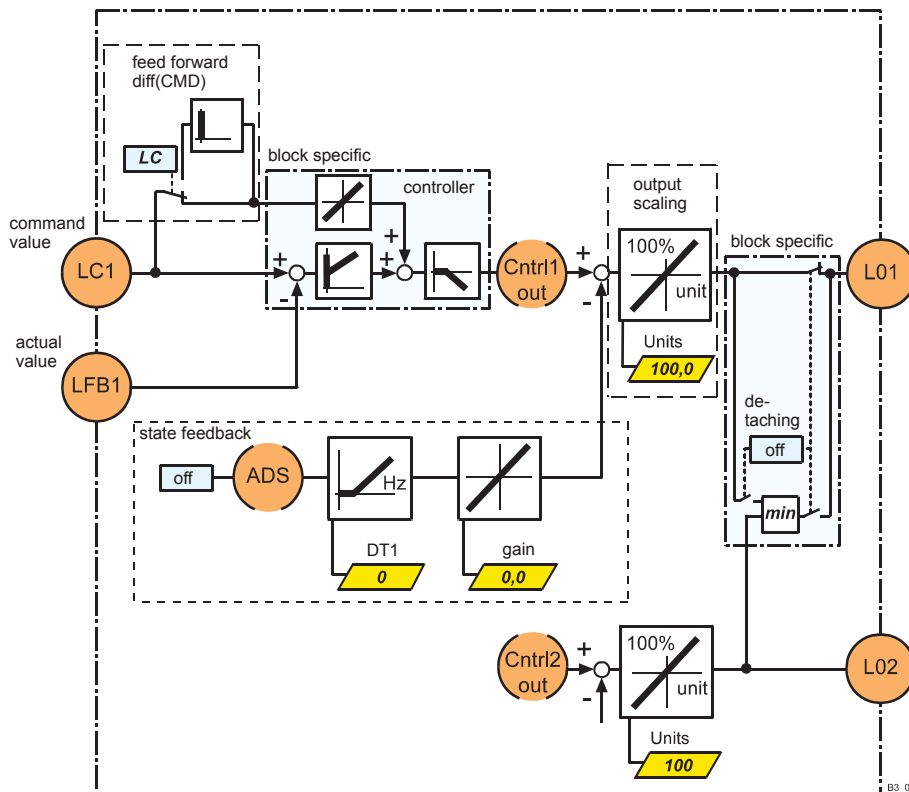 feed forward
diff(CMD)
LC
block specific
controller
command
value
LC1
Cntrl1
out
output
scaling
100%
unit
Units
100,0
block specific
L01
actual
value
LFB1
+
-
+
+
+
-
de-
taching
off
min
state feedback
off
ADS
Hz
DT1
0
gain
0,0
Cntrl2
out
+
-
100%
unit
Units
100
L02
B3_0